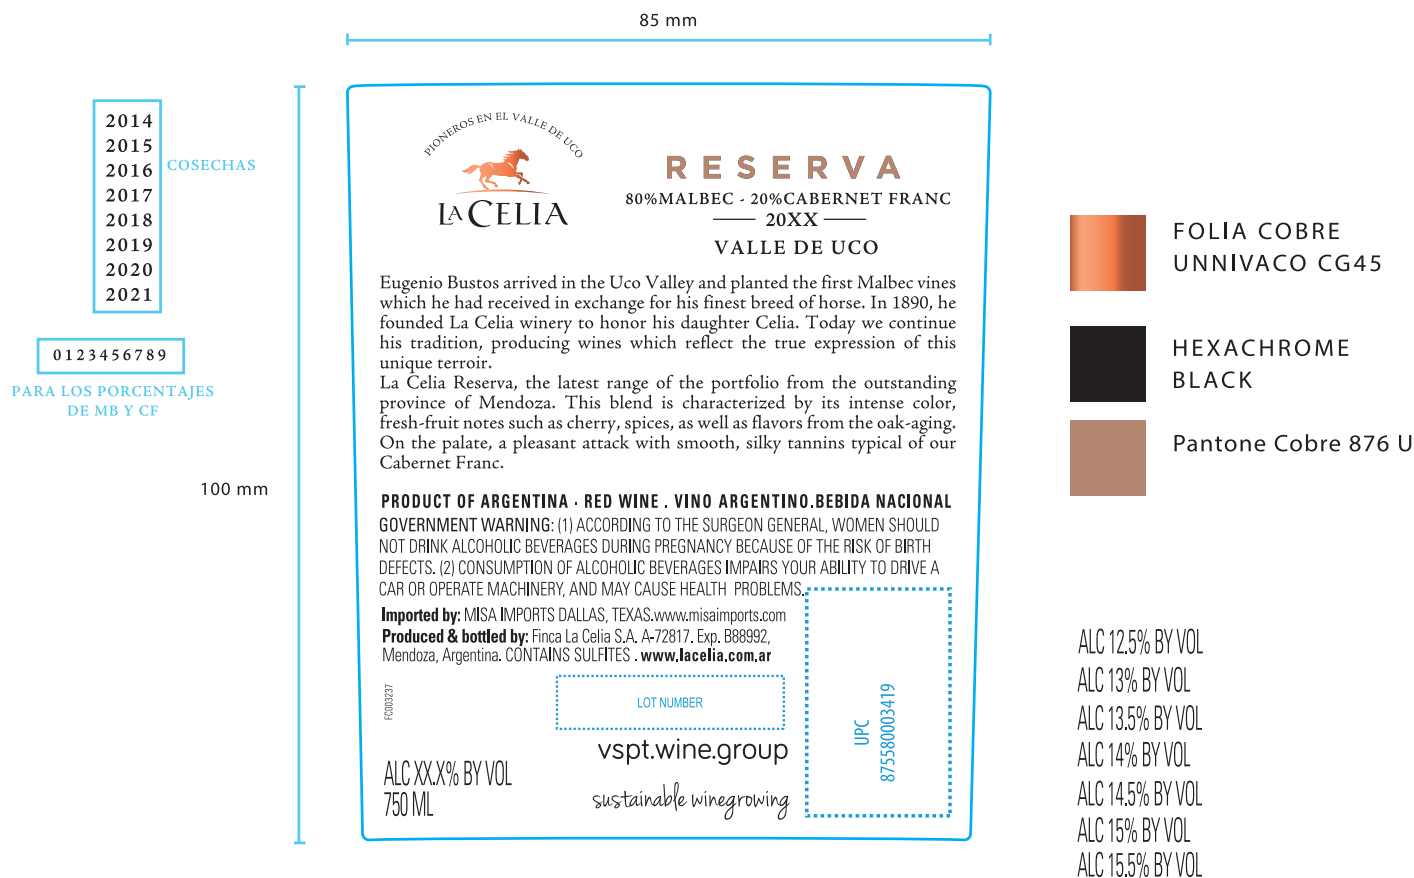 85 mm
2014
2015
2016
2017
2018
2019
2020
2021
COSECHAS
0123456789
PARA LOS PORCENTAJES
DE MB Y CF
100 mm
PIONEROS EN EL VALLE DE UCO
LA CELIA
RESERVA
80%MALBEC - 20%CABERNET FRANC
20XX
VALLE DE UCO
Eugenio Bustos arrived in the Uco Valley and planted the first Malbec vines
which he had received in exchange for his finest breed of horse. In 1890, he
founded La Celia winery to honor his daughter Celia. Today we continue
his tradition, producing wines which reflect the true expression of this
unique terroir.
La Celia Reserva, the latest range of the portfolio from the outstanding
province of Mendoza. This blend is characterized by its intense color,
fresh-fruit notes such as cherry, spices, as well as flavors from the oak-aging.
On the palate, a pleasant attack with smooth, silky tannins typical of our
Cabernet Franc.
PRODUCT OF ARGENTINA · RED WINE . VINO ARGENTINO.BEBIDA NACIONAL
GOVERNMENT WARNING: (1) ACCORDING TO THE SURGEON GENERAL, WOMEN SHOULD
NOT DRINK ALCOHOLIC BEVERAGES DURING PREGNANCY BECAUSE OF THE RISK OF BIRTH
DEFECTS. (2) CONSUMPTION OF ALCOHOLIC BEVERAGES IMPAIRS YOUR ABILITY TO DRIVE A
CAR OR OPERATE MACHINERY, AND MAY CAUSE HEALTH PROBLEMS.
Imported by: MISA IMPORTS DALLAS, TEXAS.www.misaimports.com
Produced & bottled by: Finca La Celia S.A. A-72817. Exp. B88992,
Mendoza, Argentina. CONTAINS SULFITES . www.lacelia.com.ar
FC003237
LOT NUMBER
UPC
875580003419
vspt.wine.group
sustainable winegrowing
ALC XX.X% BY VOL
750 ML
FOLIA COBRE
UNNIVACO CG45
HEXACHROME
BLACK
Pantone Cobre 876 U
ALC 12.5% BY VOL
ALC 13% BY VOL
ALC 13.5% BY VOL
ALC 14% BY VOL
ALC 14.5% BY VOL
ALC 15% BY VOL
ALC 15.5% BY VOL